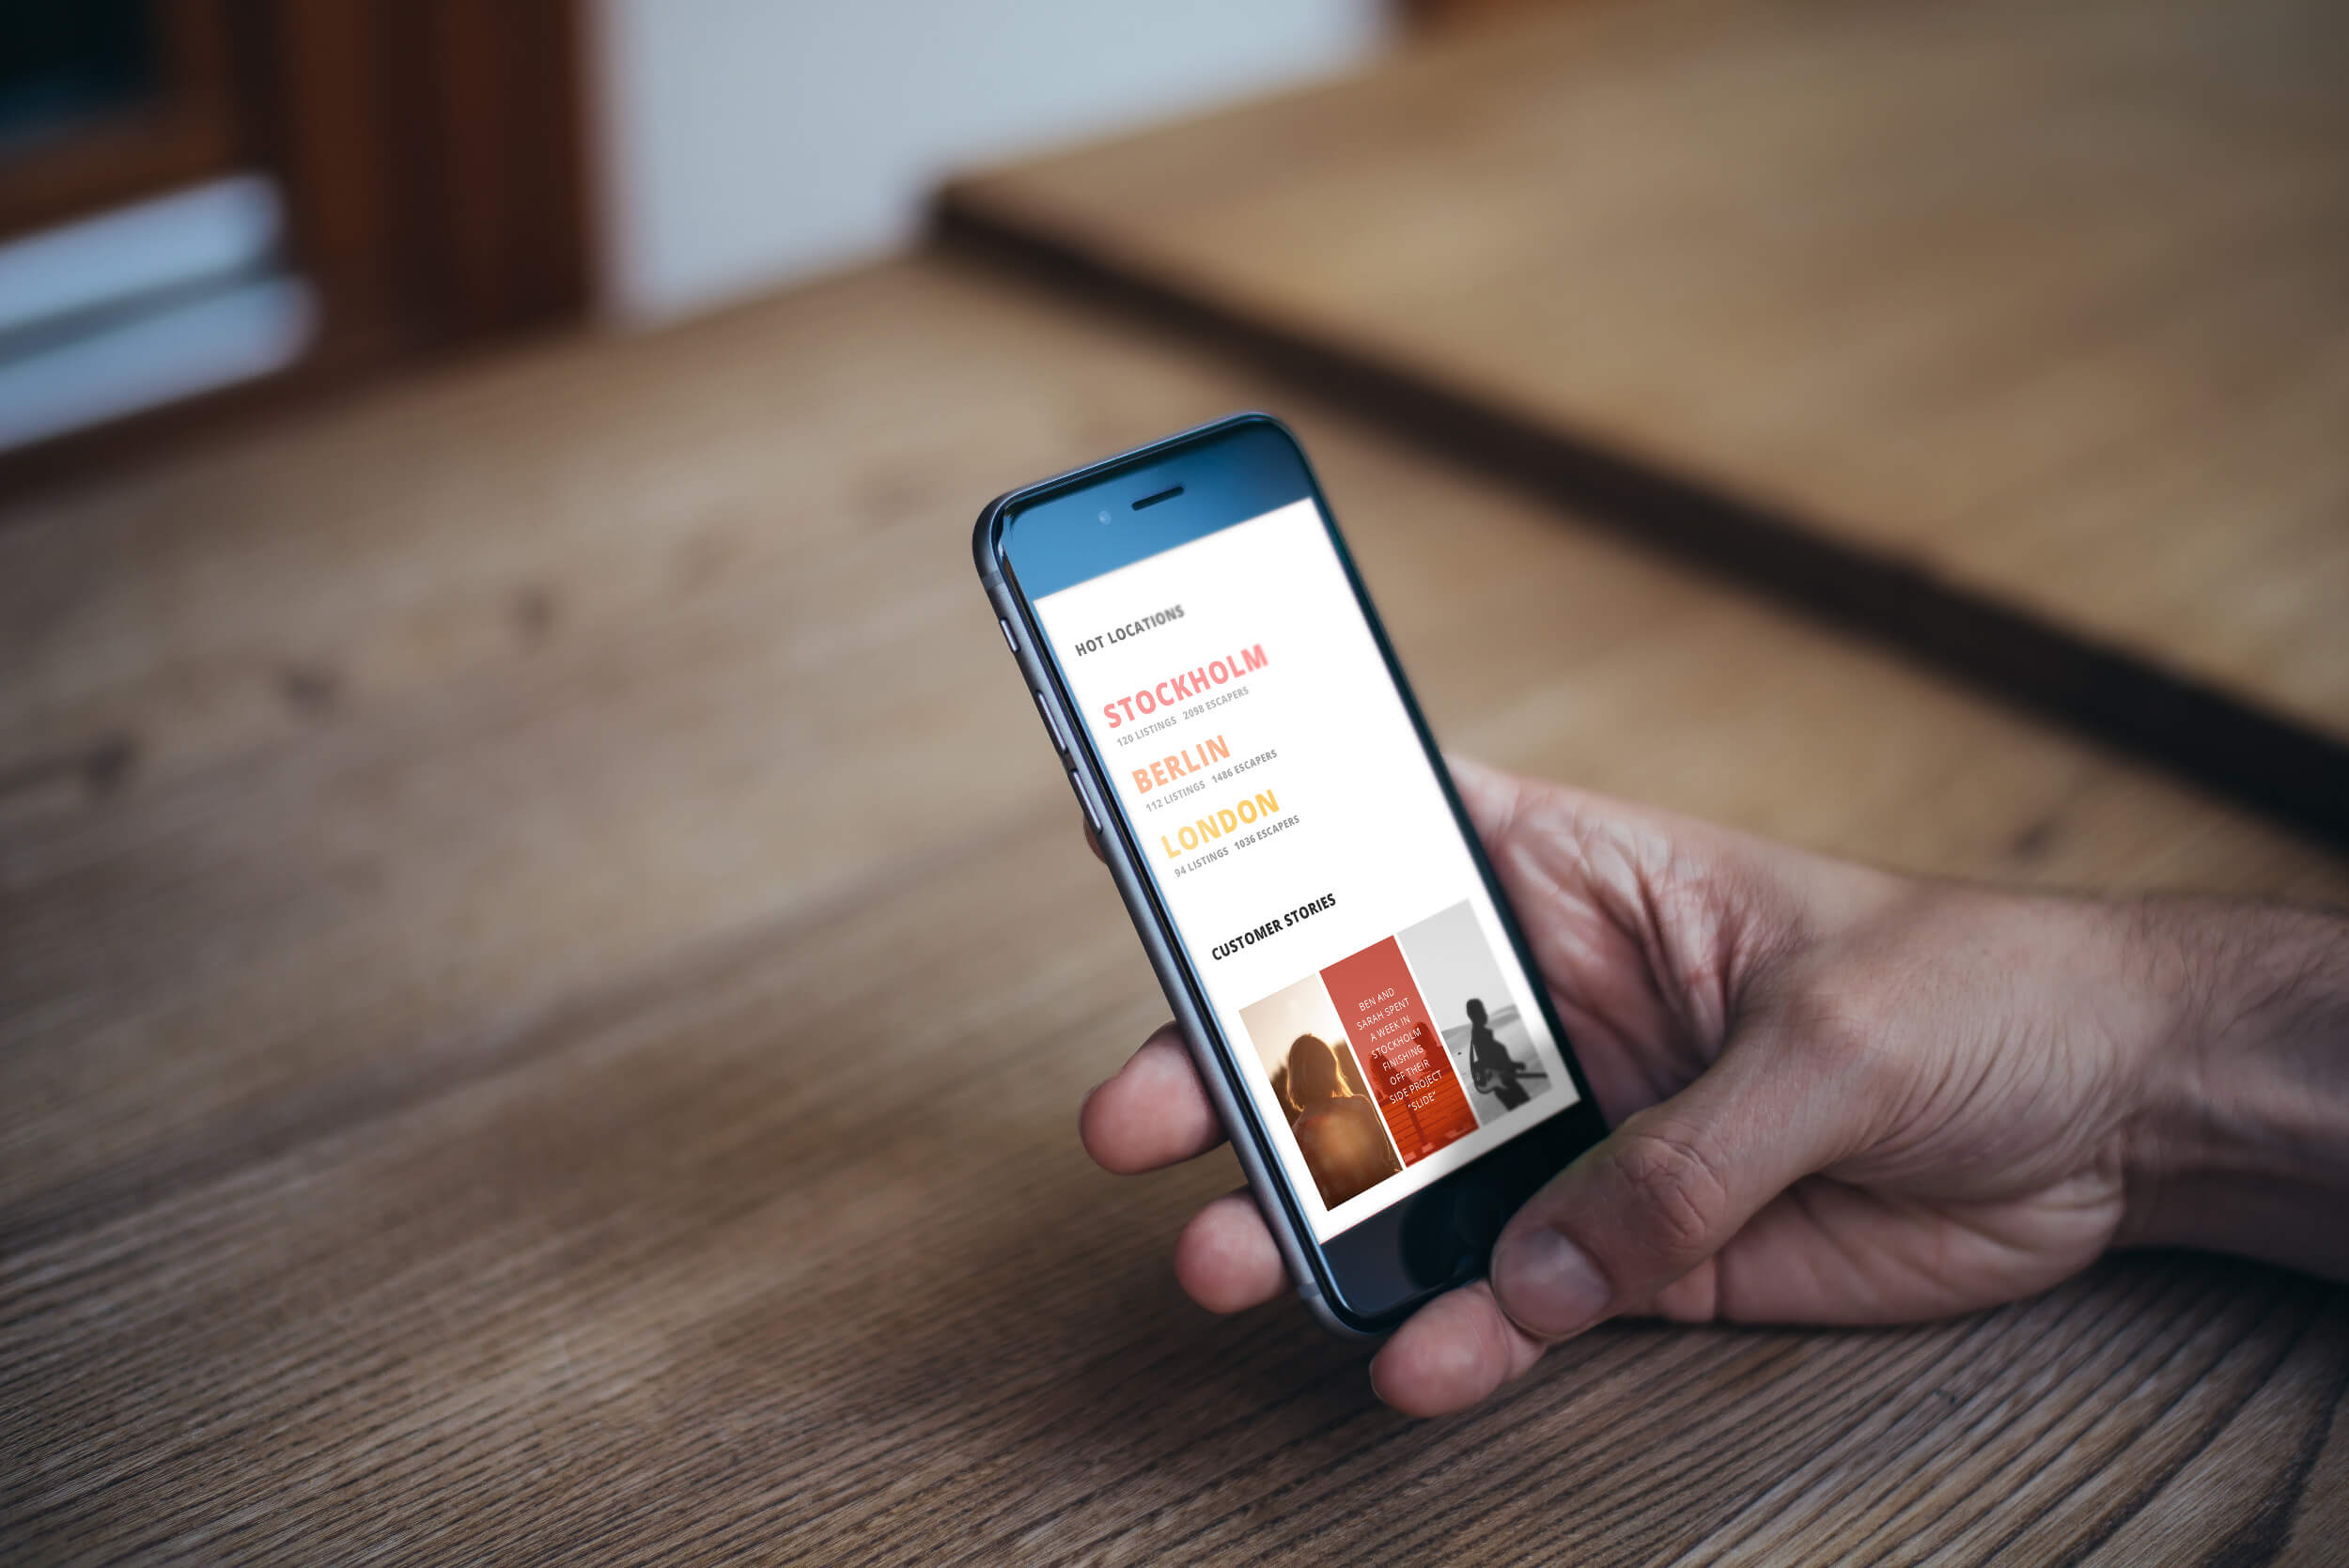 HOT LOCATIONS
STOCKHOLM
120 LISTINGS 2098 ESCAPERS
BERLIN
112 LISTINGS 1486 ESCAPERS
LONDON
94 LISTINGS 1036 ESCAPERS
CUSTOMER STORIES
BEN AND
SARAH SPENT
A WEEK IN
STOCKHOLM
FINISHING
OFF THEIR
SIDE PROJECT
"SLIDE"